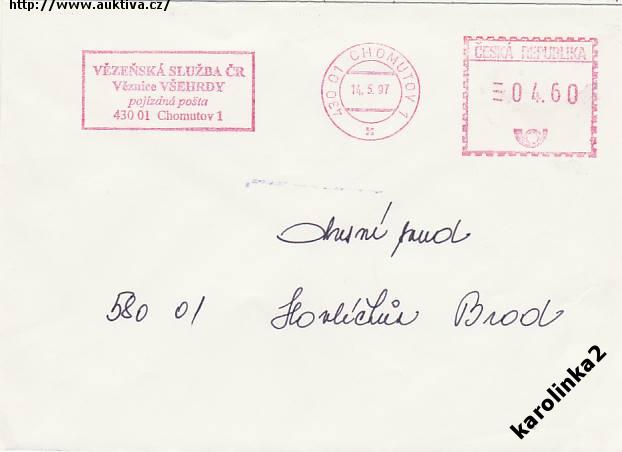 http://www.auktiva.cz/
VĚZEŇSKÁ SLUŽBA ČR
Věznice VŠEHRDY
pojízdná pošta
430 01 Chomutov 1
430 01 CHOMUTOV 1
14.5.97
ČESKÁ REPUBLIKA
04.60
okresní soud
580 01 Havlíčkův Brod
karolinka2